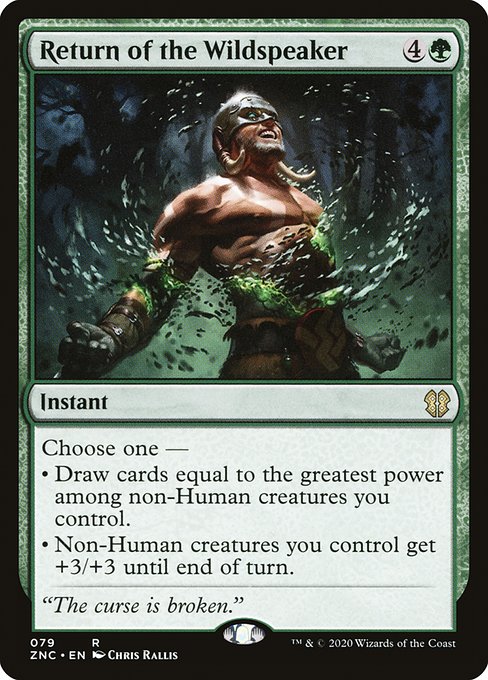 Return of the Wildspeaker 4
Instant
Choose one —
• Draw cards equal to the greatest power
among non-Human creatures you
control.
• Non-Human creatures you control get
+3/+3 until end of turn.
“The curse is broken.”
079 R
ZNC • EN Chris Rallis
™ & © 2020 Wizards of the Coast